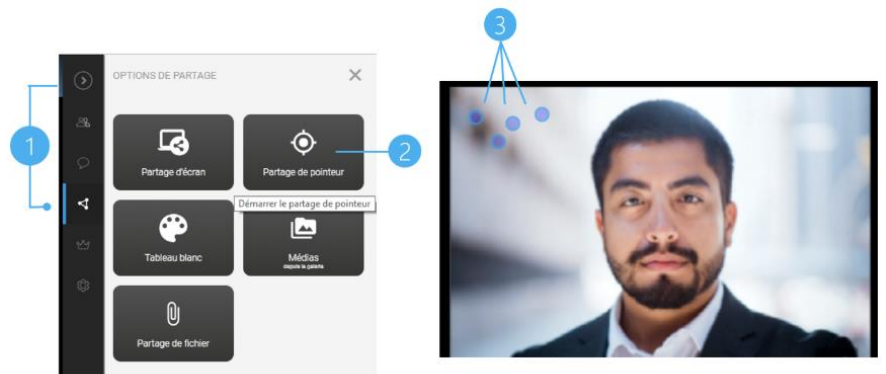 3
OPTIONS DE PARTAGE
1
Partage d'écran
Partage de pointeur
2
Démarrer le partage de pointeur
Tableau blanc
Médias
depuis la galerie
Partage de fichier